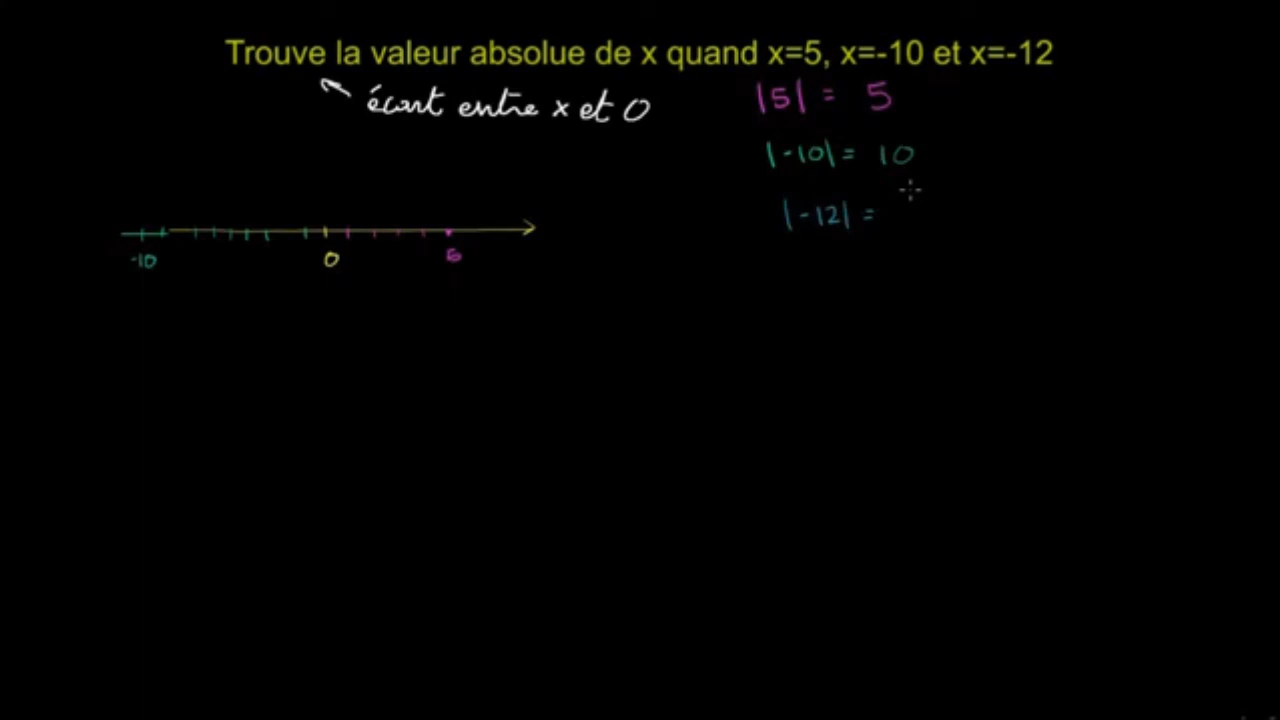 Trouve la valeur absolue de x quand x=5, x=-10 et x=-12
écart entre x et 0
|5| = 5
|-10| = 10
|-12| =
-10 0 5